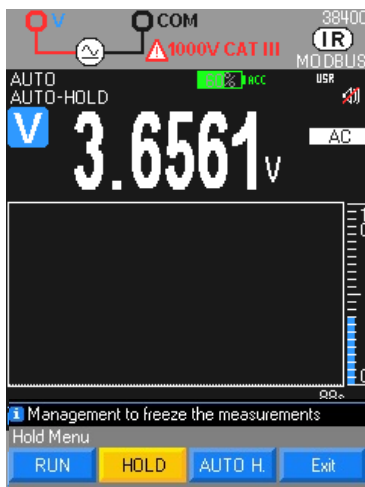 V COM 38400
1000V CAT III
IR
MODBUS
AUTO
ACC
USR
AUTO-HOLD
V
AC
3.6561 V
88s
Management to freeze the measurements
Hold Menu
RUN HOLD AUTO H. Exit